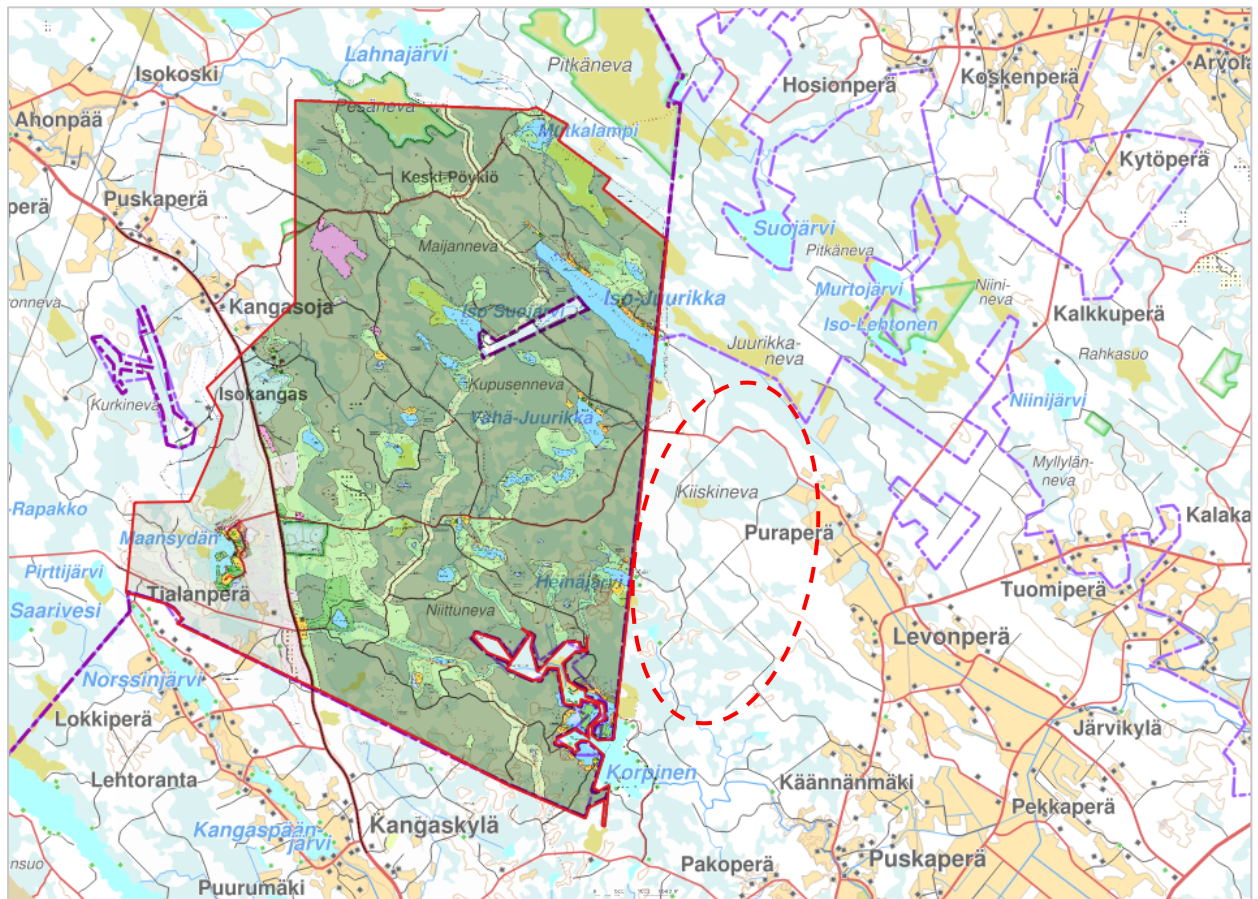 Lahnajärvi
Isokoski
Pitkäneva
Hosionperä
Koskenperä
Arvola
Pesäneva
Ahonpää
Mutkalampi
Kytöperä
Keski-Pöykiö
Puskaperä
perä
Suojärvi
Pitkäneva
Maijanneva
Niini-
neva
Murtojärvi
ronneva
Kangasoja
Iso Suojärvi
Iso-Juurikka
Kalkkuperä
Iso-Lehtonen
Juurikka-
neva
Rahkasuo
Kupusenneva
Isokangas
Kurkineva
Niinijärvi
Vähä-Juurikka
Myllylän-
neva
Kiiskineva
-Rapakko
Kalaka
Maansydän
Puraperä
Pirttijärvi
Heinäjärvi
Tuomiperä
Tialanperä
Saarivesi
Niittuneva
Levonperä
Norssinjärvi
Lokkiperä
Järvikylä
Korpinen
Lehtoranta
Käännänmäki
Pekkaperä
Kangaspään-
järvi
Kangaskylä
Pakoperä
Puskaperä
nsuo
Puurumäki